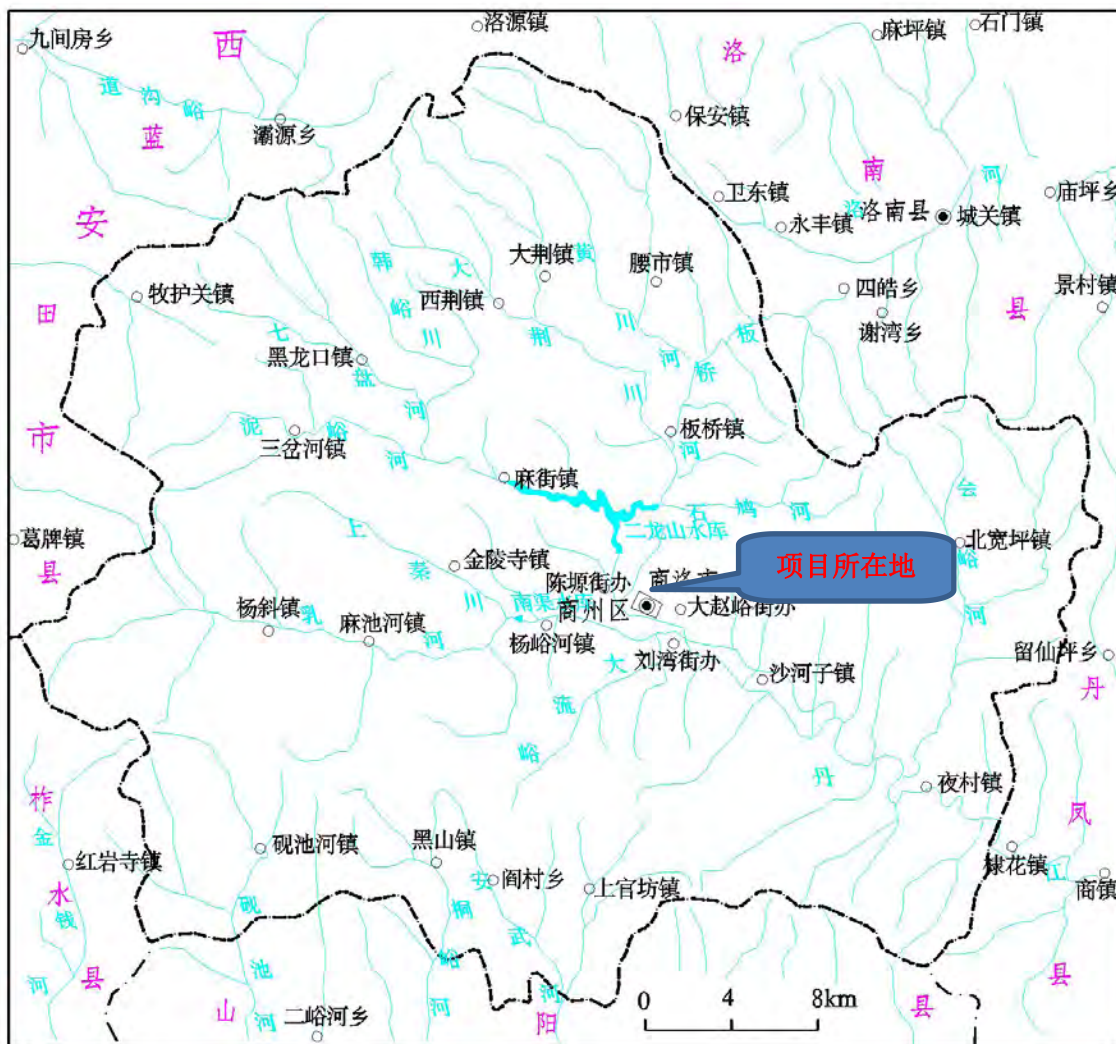 洛源镇
石门镇
麻坪镇
九间房乡
西
洛
道沟峪
保安镇
灞源乡
蓝
南
卫东镇
庙坪乡
安
洛河
洛南县
城关镇
永丰镇
韩峪川
大荆川
大荆镇
黄川河
腰市镇
牧护关镇
西荆镇
四皓乡
景村镇
田
谢湾乡
县
七盘河
黑龙口镇
板桥河
市
泥峪河
三岔河镇
板桥镇
麻街镇
石鸠河
会峪河
二龙山水库
葛牌镇
上秦川
北宽坪镇
金陵寺镇
项目所在地
县
陈塬街办
商州区
大赵峪街办
杨斜镇
乳河
麻池河镇
杨峪河镇
刘湾街办
大流峪
留仙坪乡
沙河子镇
丹
丹江
夜村镇
柞
金钱河
凤
砚池河镇
黑山镇
棣花镇
红岩寺镇
阎村乡
上官坊镇
商镇
水
砚池河
安武河
桐峪河
县
县
山
阳
县
二峪河乡
0 4 8km